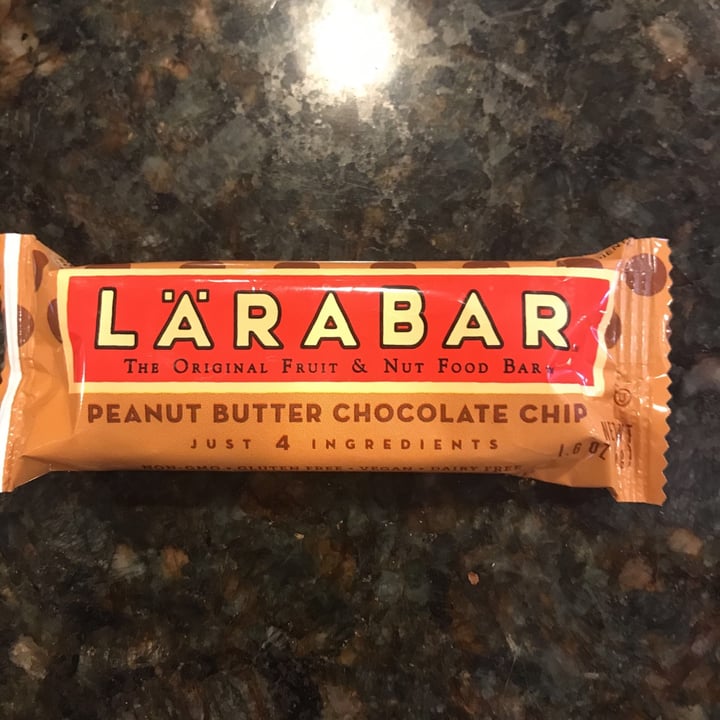 LÄRABAR
The Original Fruit & Nut Food Bar
PEANUT BUTTER CHOCOLATE CHIP
JUST 4 INGREDIENTS
NON-GMO • GLUTEN FREE • VEGAN • DAIRY FREE
1.6 OZ